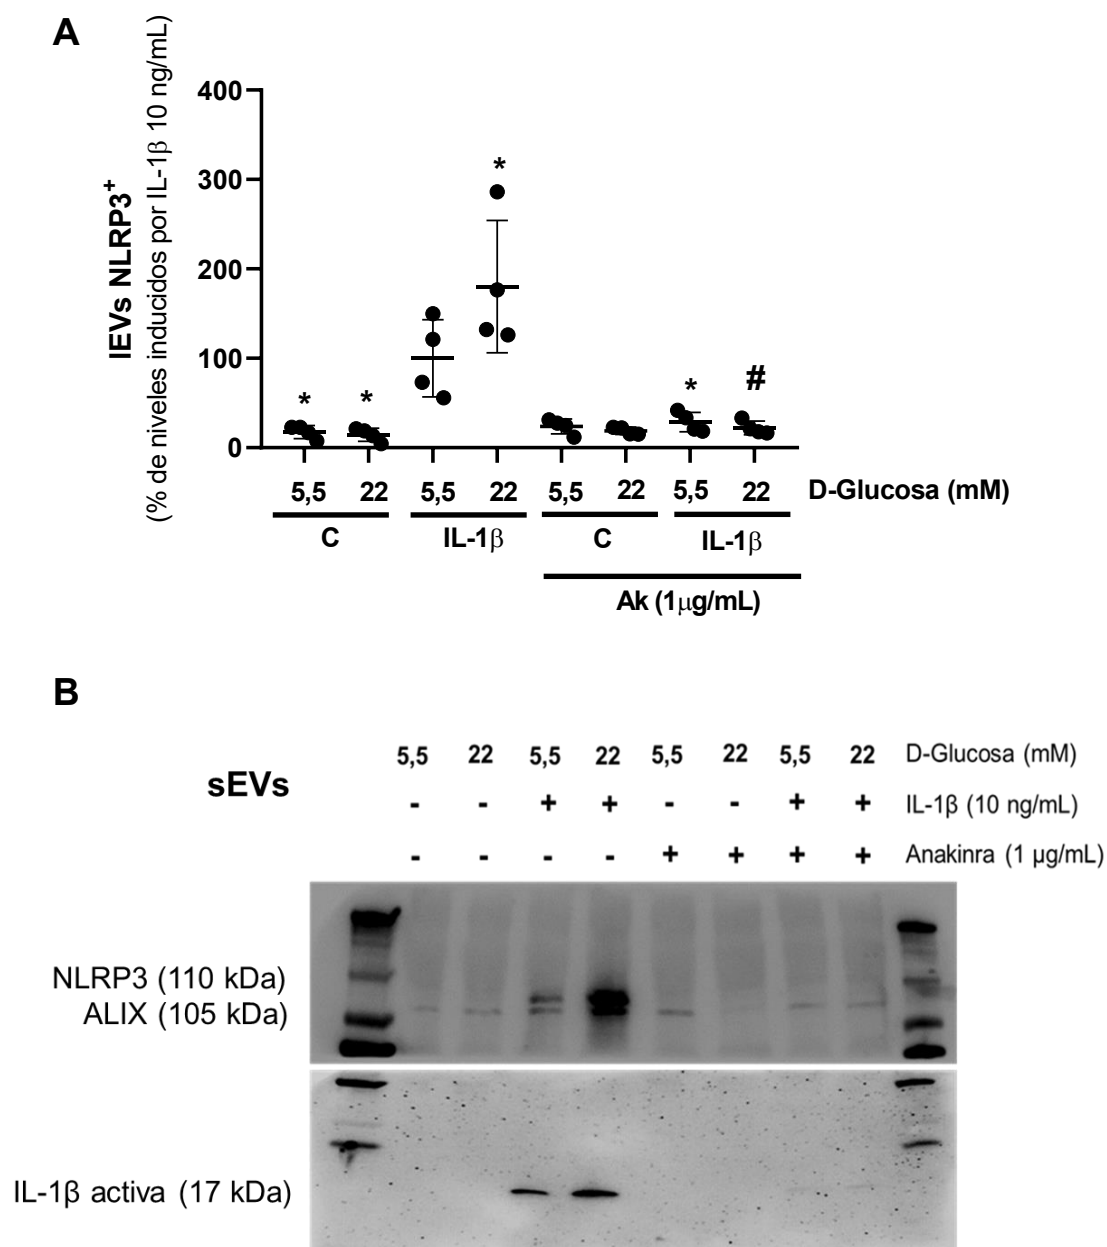 A
lEVs NLRP3⁺
(% de niveles inducidos por IL-1β 10 ng/mL)
400
300
200
100
0
*
*
*
*
#
5,5 22 5,5 22 5,5 22 5,5 22 D-Glucosa (mM)
C IL-1β C IL-1β
Ak (1μg/mL)
B
sEVs
5,5 22 5,5 22 5,5 22 5,5 22 D-Glucosa (mM)
- - + + - - + + IL-1β (10 ng/mL)
- - - - + + + + Anakinra (1 µg/mL)
NLRP3 (110 kDa)
ALIX (105 kDa)
IL-1β activa (17 kDa)